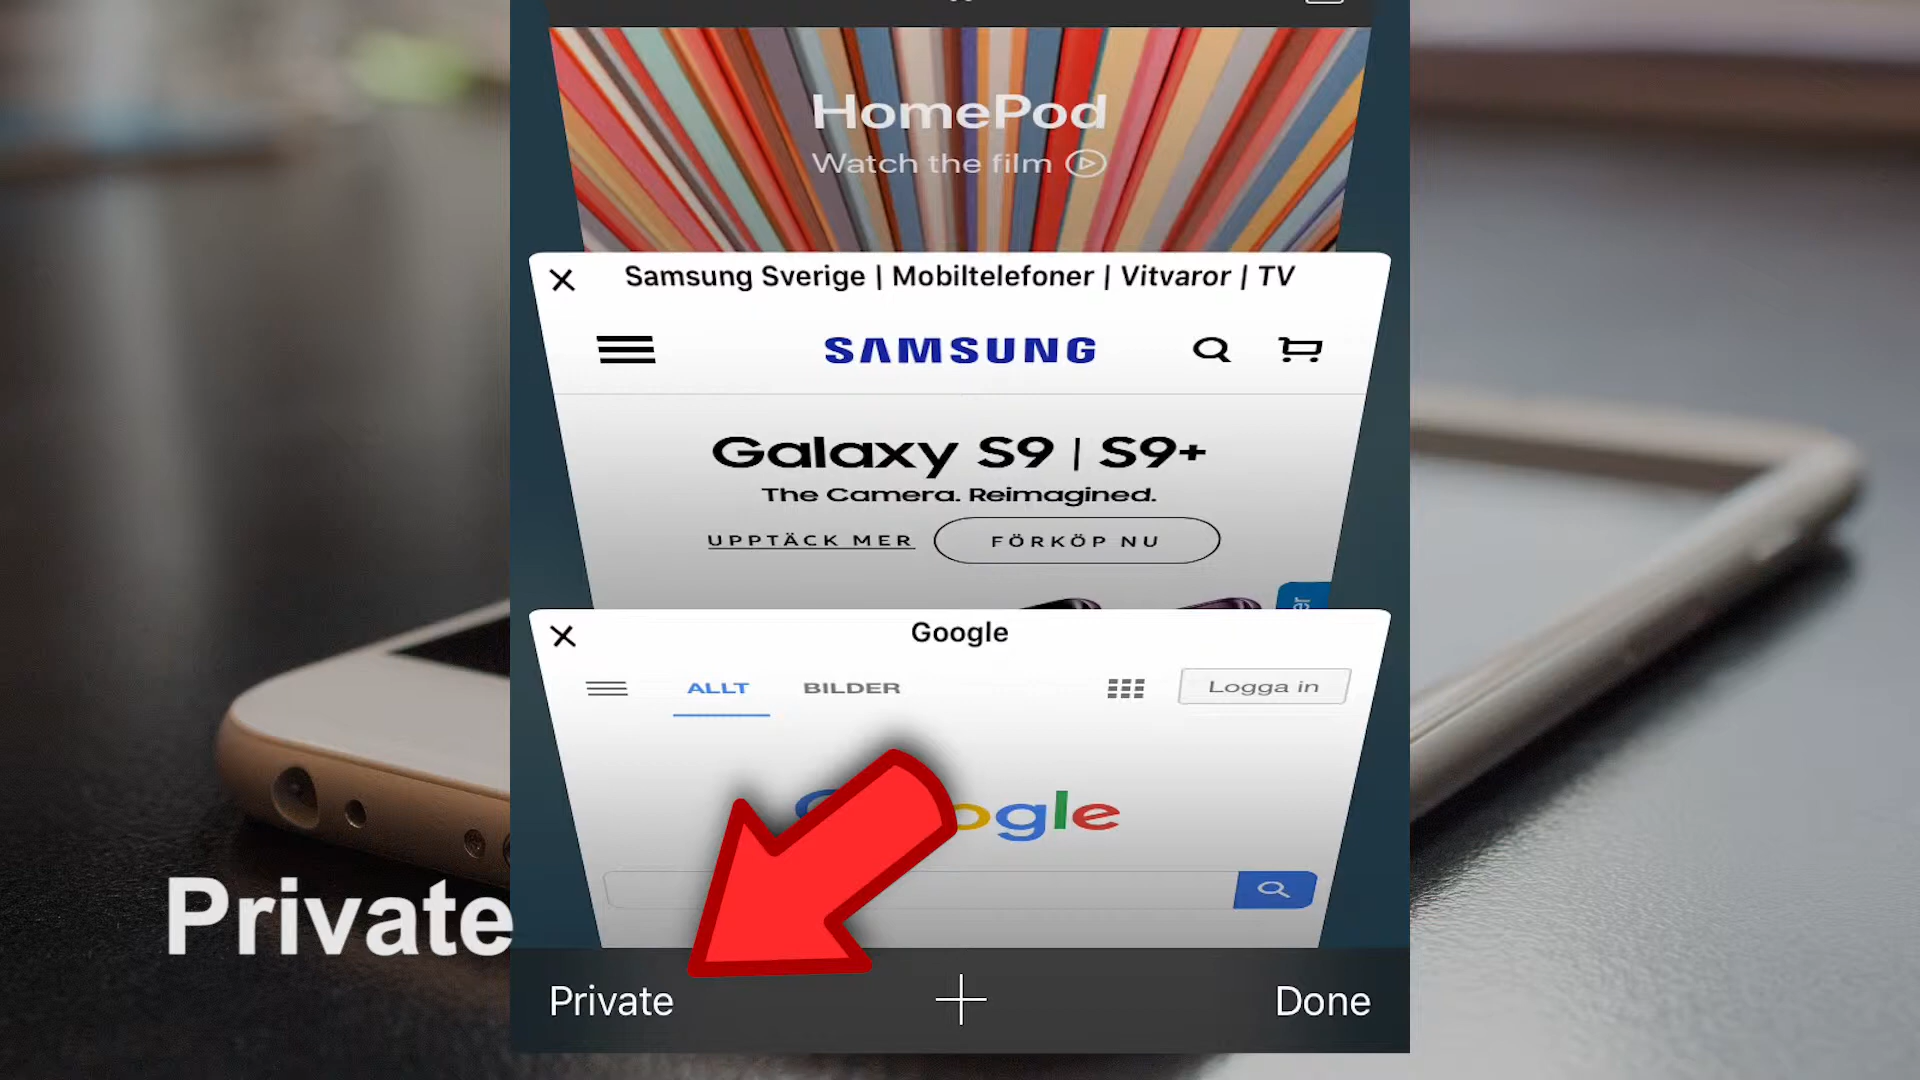 HomePod
Watch the film
Samsung Sverige | Mobiltelefoner | Vitvaror | TV
SAMSUNG
Galaxy S9 | S9+
The Camera. Reimagined.
UPPTÄCK MER
FÖRKÖP NU
Google
ALLT
BILDER
Logga in
Private
Private
Done